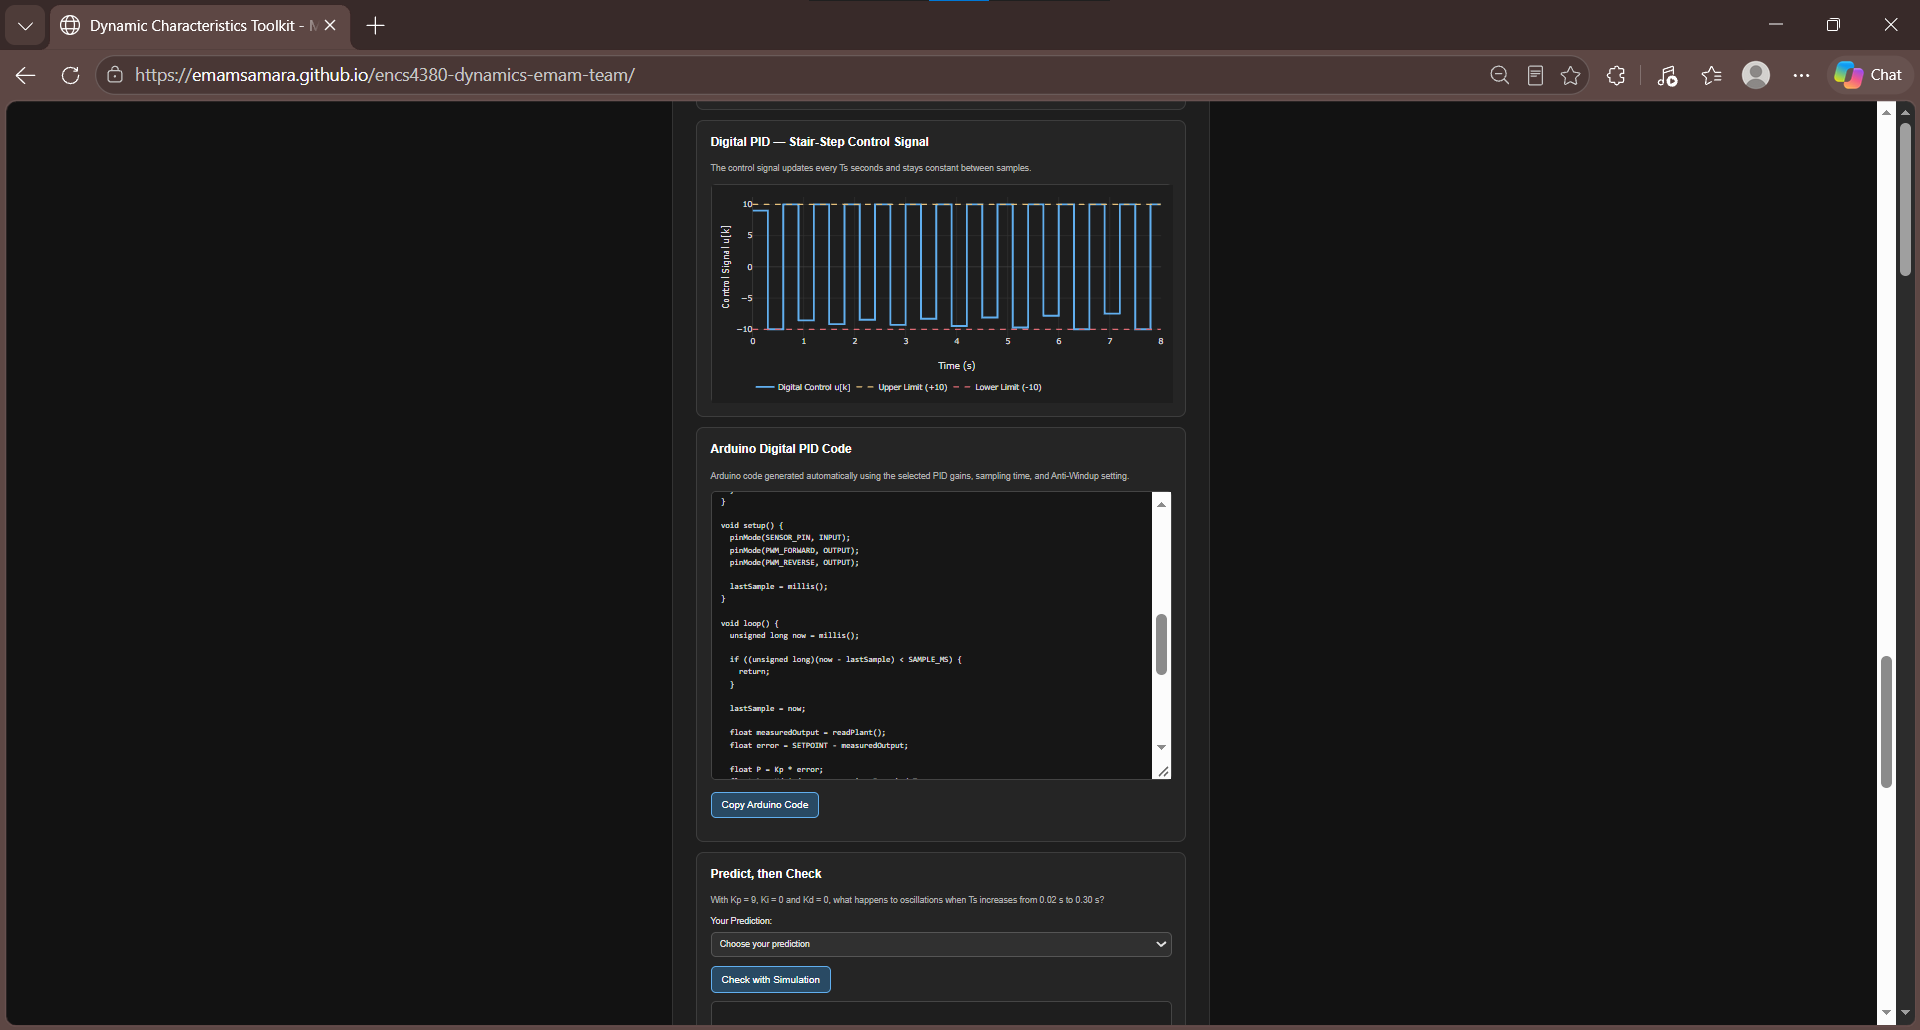 Dynamic Characteristics Toolkit - M
https://emamsamara.github.io/encs4380-dynamics-emam-team/
Chat
Digital PID — Stair-Step Control Signal
The control signal updates every Ts seconds and stays constant between samples.
Control Signal u[k]
10
5
0
−5
−10
0 1 2 3 4 5 6 7 8
Time (s)
Digital Control u[k] Upper Limit (+10) Lower Limit (-10)
Arduino Digital PID Code
Arduino code generated automatically using the selected PID gains, sampling time, and Anti-Windup setting.
}
void setup() {
pinMode(SENSOR_PIN, INPUT);
pinMode(PWM_FORWARD, OUTPUT);
pinMode(PWM_REVERSE, OUTPUT);
lastSample = millis();
}
void loop() {
unsigned long now = millis();
if ((unsigned long)(now - lastSample) < SAMPLE_MS) {
return;
}
lastSample = now;
float measuredOutput = readPlant();
float error = SETPOINT - measuredOutput;
float P = Kp * error;
Copy Arduino Code
Predict, then Check
With Kp = 9, Ki = 0 and Kd = 0, what happens to oscillations when Ts increases from 0.02 s to 0.30 s?
Your Prediction:
Choose your prediction
Check with Simulation